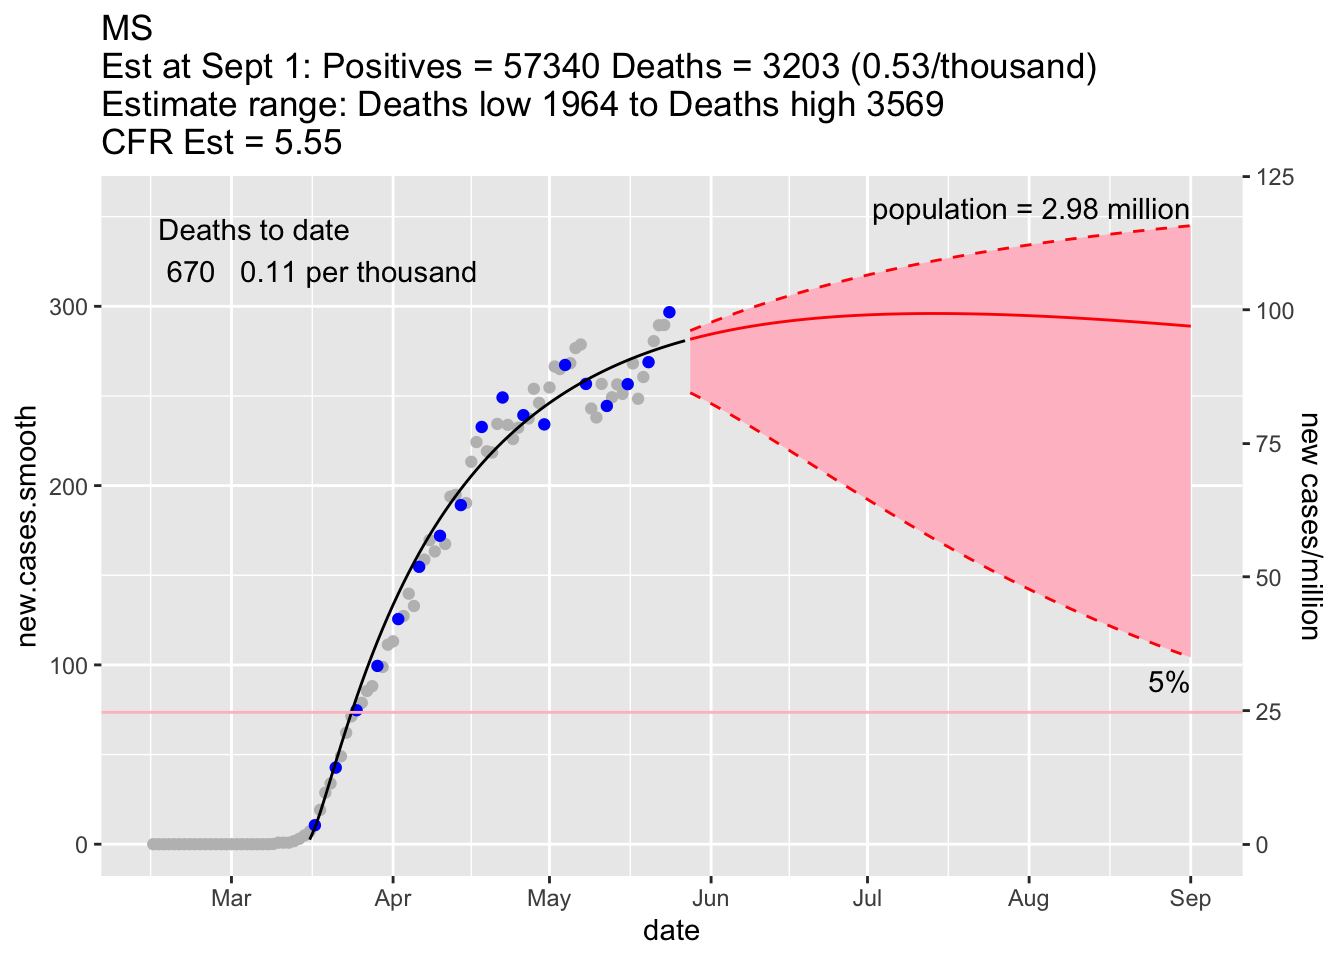 MS
Est at Sept 1: Positives = 57340 Deaths = 3203 (0.53/thousand)
Estimate range: Deaths low 1964 to Deaths high 3569
CFR Est = 5.55
Deaths to date
670 0.11 per thousand
population = 2.98 million
5%
new.cases.smooth
300
200
100
0
125
100
75
50
25
0
new cases/million
Mar Apr May Jun Jul Aug Sep
date